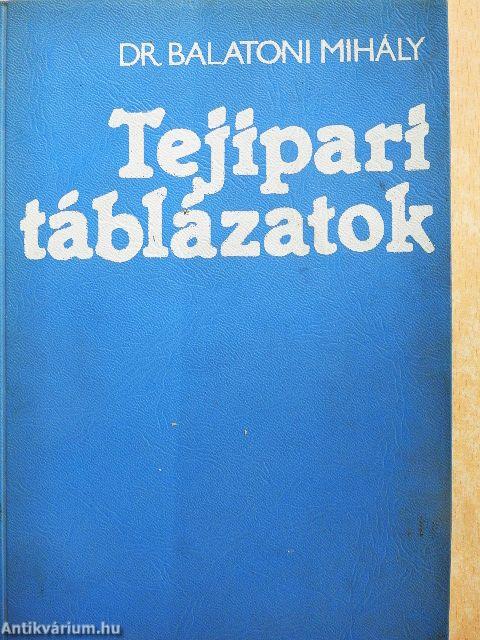 DR. BALATONI MIHÁLY
Tejipari
táblázatok
Antikvárium.hu